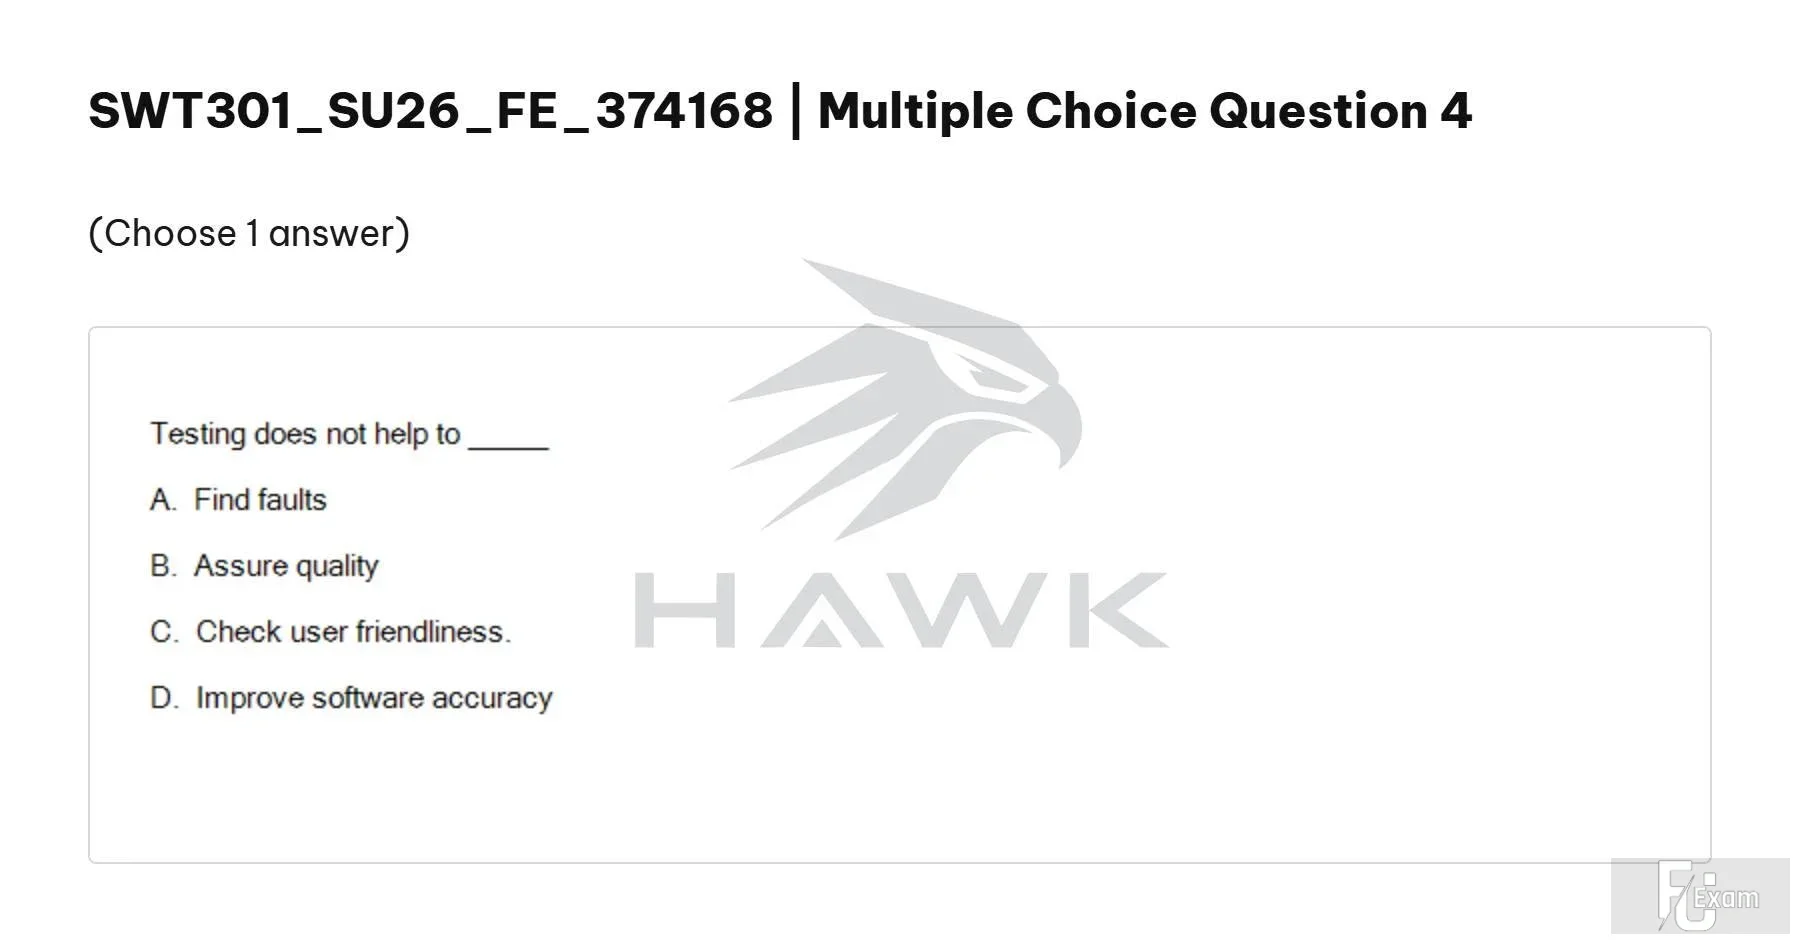 SWT301_SU26_FE_374168 | Multiple Choice Question 4
(Choose 1 answer)
Testing does not help to _____
A. Find faults
B. Assure quality
C. Check user friendliness.
D. Improve software accuracy
HAWK
FU Exam